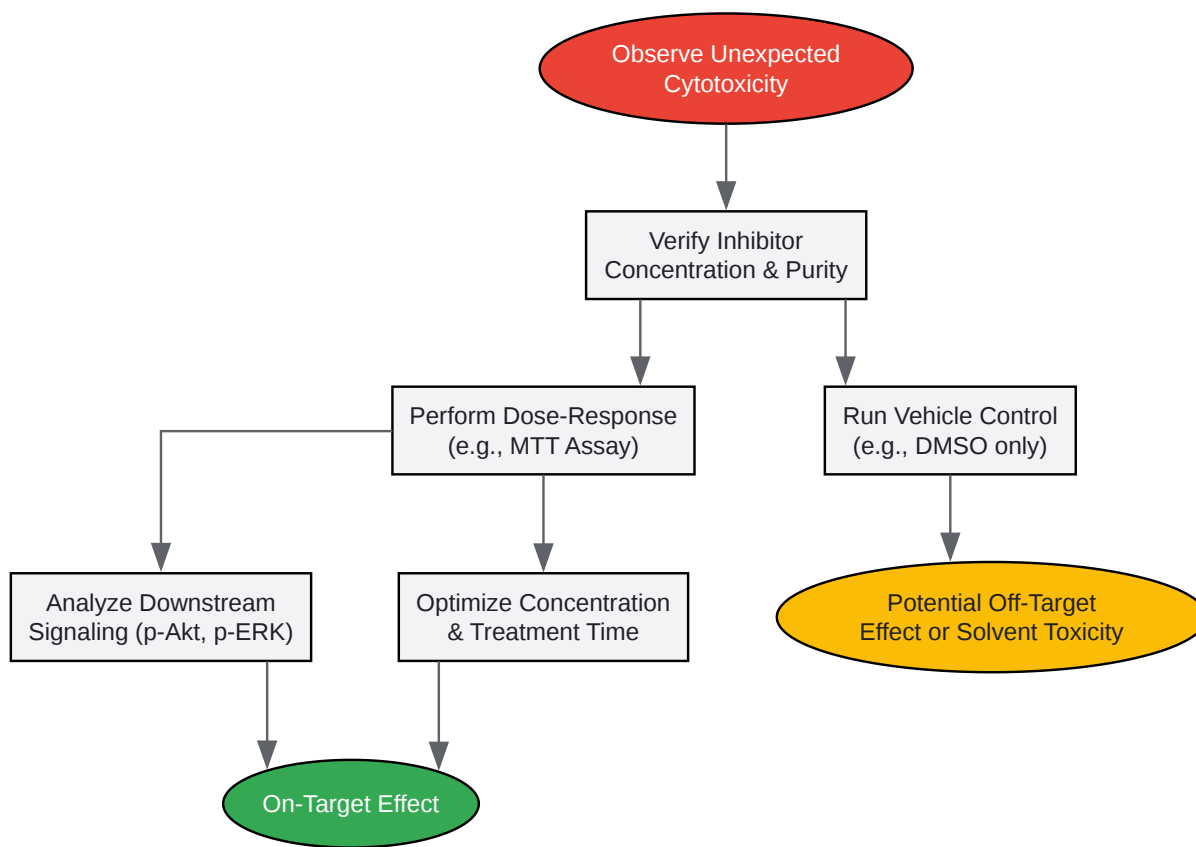 Observe Unexpected
Cytotoxicity
Verify Inhibitor
Concentration & Purity
Perform Dose-Response
(e.g., MTT Assay)
Run Vehicle Control
(e.g., DMSO only)
Analyze Downstream
Signaling (p-Akt, p-ERK)
Optimize Concentration
& Treatment Time
Potential Off-Target
Effect or Solvent Toxicity
On-Target Effect